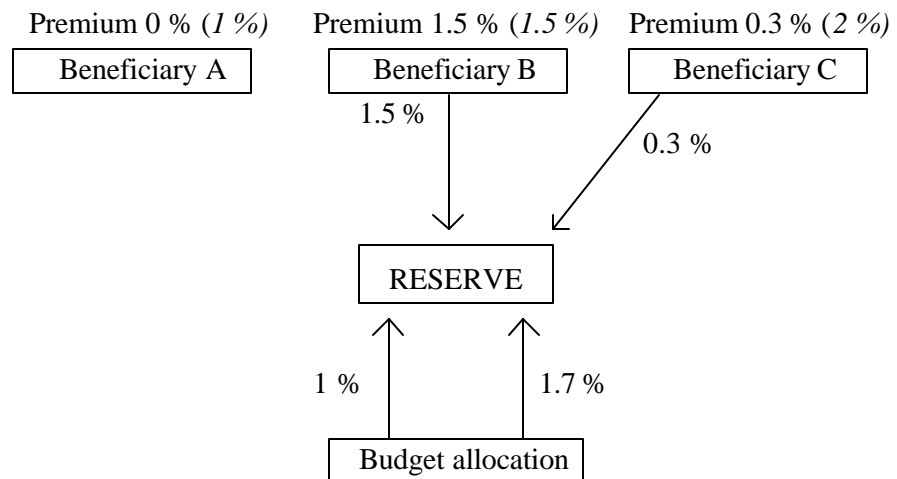 Premium 0 % (1 %)
Premium 1.5 % (1.5 %)
Premium 0.3 % (2 %)
Beneficiary A
Beneficiary B
Beneficiary C
1.5 %
0.3 %
RESERVE
1 %
1.7 %
Budget allocation